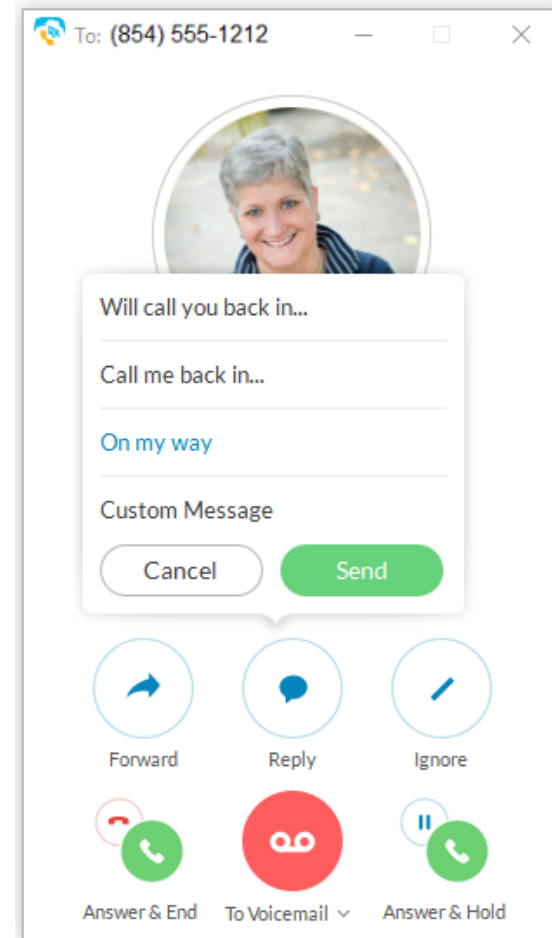 To: (854) 555-1212
Will call you back in...
Call me back in...
On my way
Custom Message
Cancel Send
Forward Reply Ignore
Answer & End To Voicemail Answer & Hold